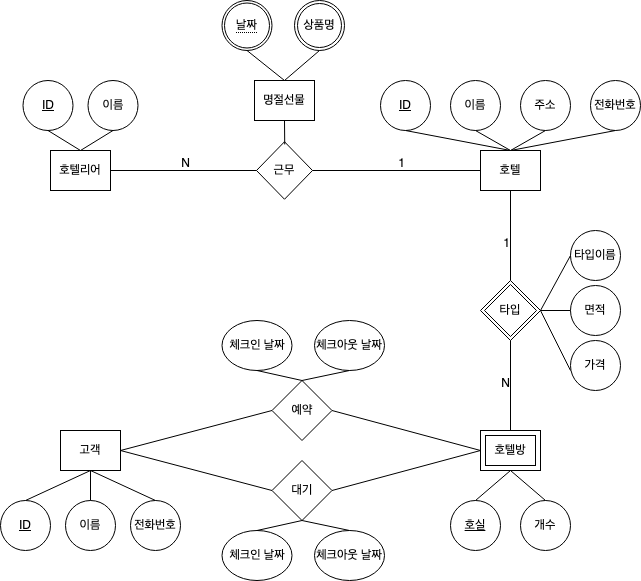 날짜
상품명
ID
이름
명절선물
ID
이름
주소
전화번호
호텔리어
N
근무
1
호텔
1
타입이름
타입
면적
가격
체크인 날짜
체크아웃 날짜
N
예약
고객
호텔방
대기
ID
이름
전화번호
호실
개수
체크인 날짜
체크아웃 날짜